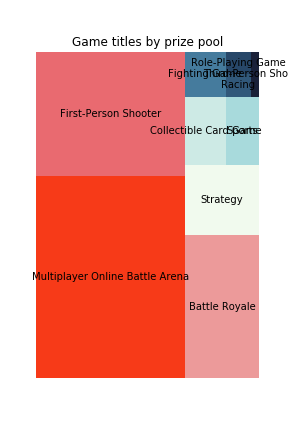 Game titles by prize pool
Role-Playing Game
Fighting Game
Third-Person Sho
Racing
First-Person Shooter
Collectible Card Game
Sports
Strategy
Multiplayer Online Battle Arena
Battle Royale